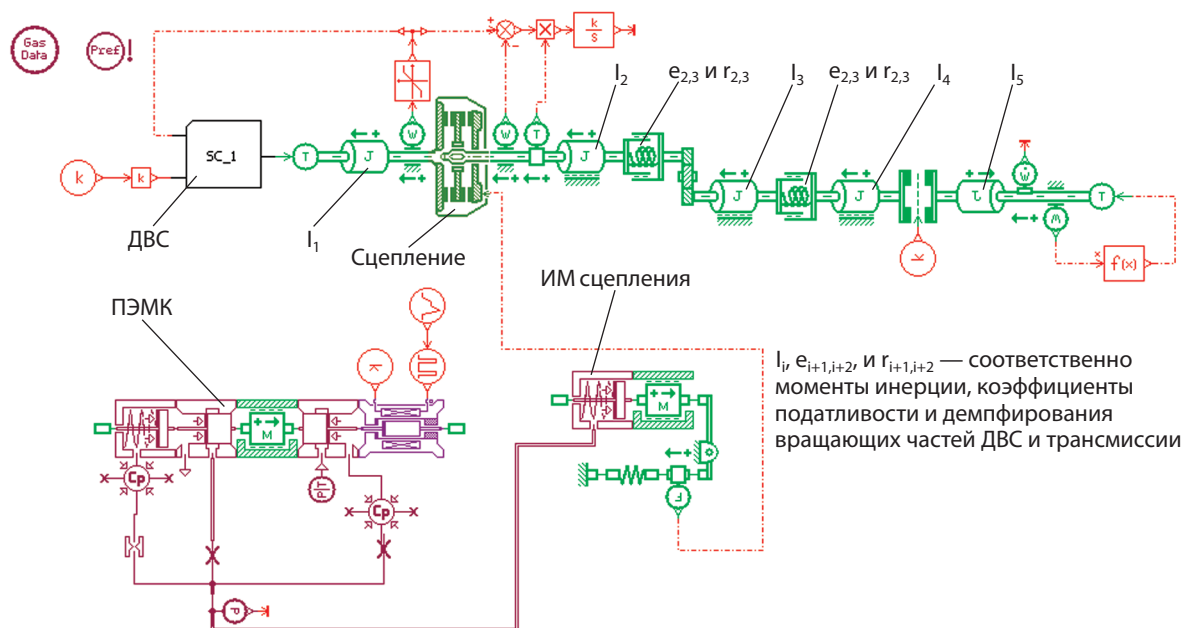 Gas Data
Pref!
k
S
I₂
e₂,₃ и r₂,₃
I₃
e₂,₃ и r₂,₃
I₄
I₅
W
W
T
SC_1
T
J
J
J
J
W
T
k
k
ДВС
I₁
Сцепление
k
x
f(x)
ПЭМК
ИМ сцепления
k
M
M
P/T
Cp
Cp
F
P
Iᵢ, eᵢ₊₁,ᵢ₊₂, и rᵢ₊₁,ᵢ₊₂ — соответственно
моменты инерции, коэффициенты
податливости и демпфирования
вращающих частей ДВС и трансмиссии